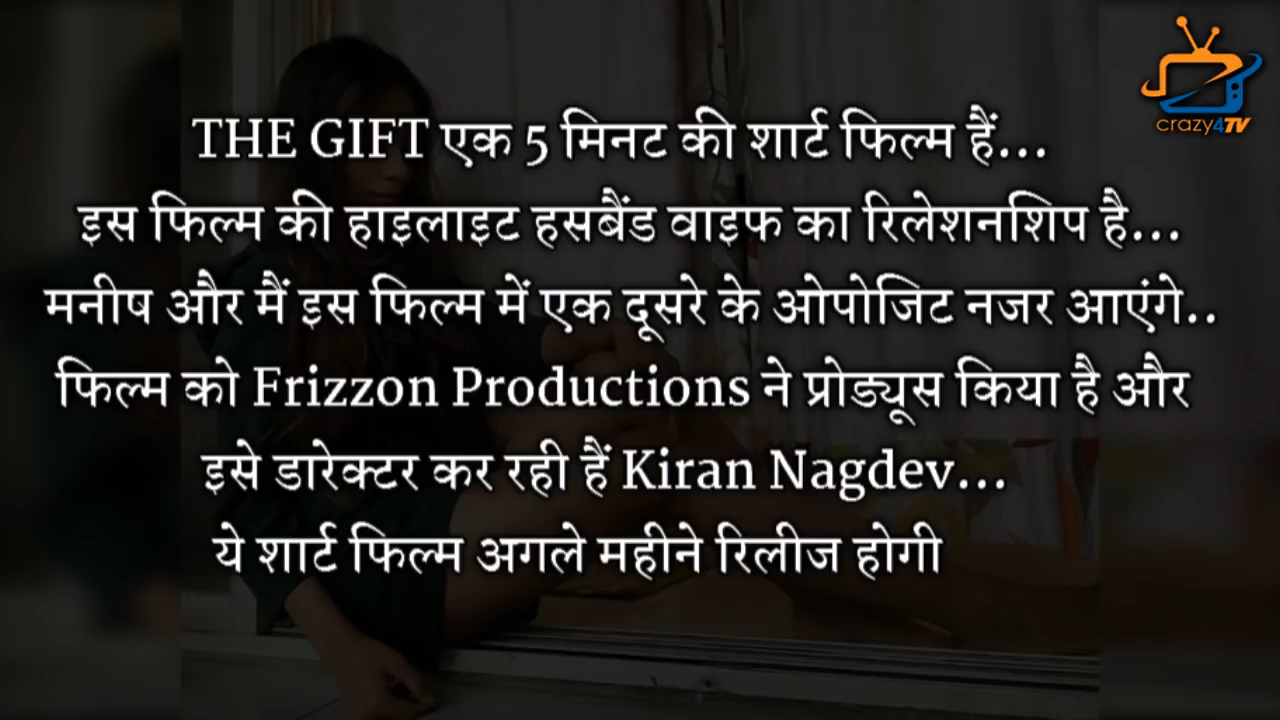 crazy4TV
THE GIFT एक 5 मिनट की शार्ट फिल्म हैं...
इस फिल्म की हाइलाइट हसबैंड वाइफ का रिलेशनशिप है...
मनीष और मैं इस फिल्म में एक दूसरे के ओपोजिट नजर आएंगे..
फिल्म को Frizzon Productions ने प्रोड्यूस किया है और
इसे डारेक्टर कर रही हैं Kiran Nagdev...
ये शार्ट फिल्म अगले महीने रिलीज होगी